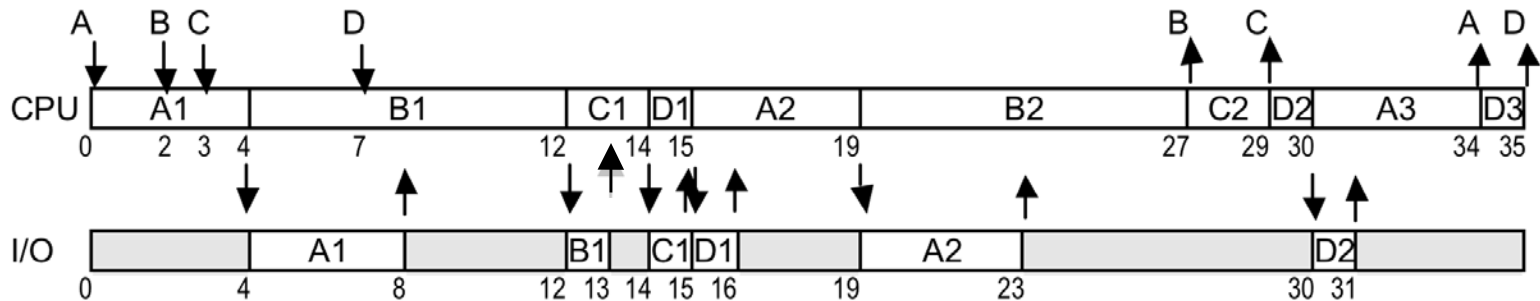 A B C D B C A D
CPU A1 B1 C1 D1 A2 B2 C2 D2 A3 D3
0 2 3 4 7 12 14 15 19 27 29 30 34 35
I/O A1 B1 C1 D1 A2 D2
0 4 8 12 13 14 15 16 19 23 30 31